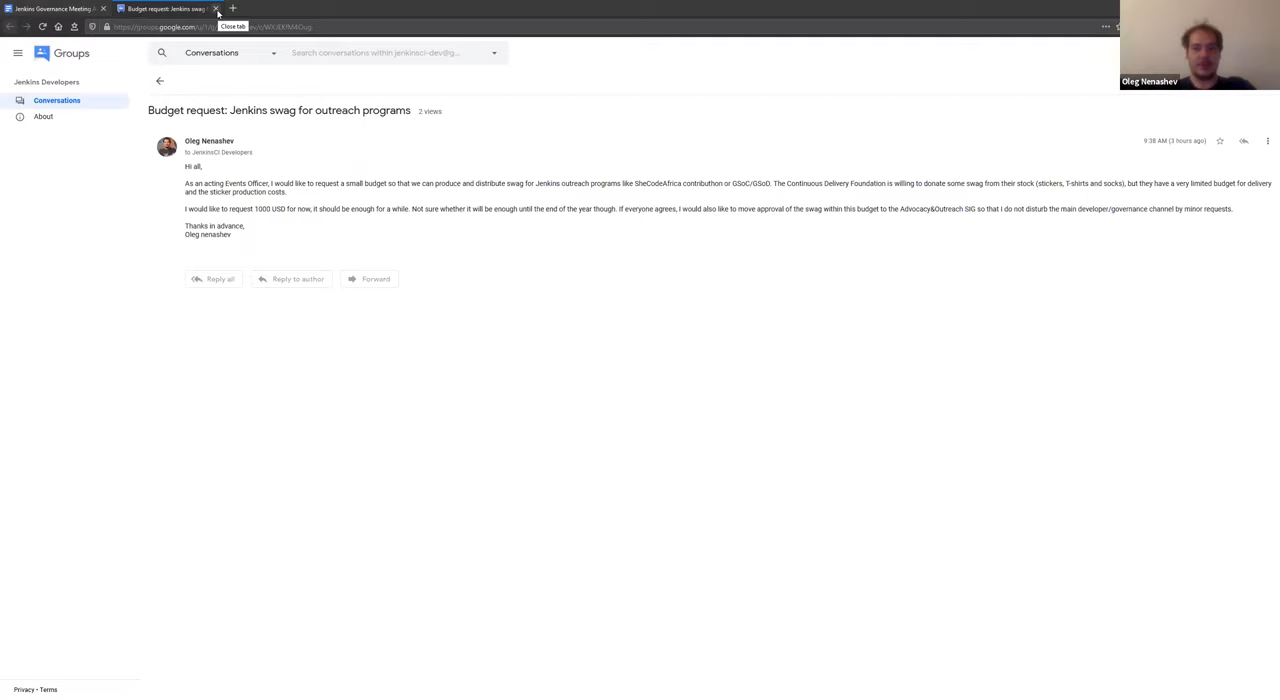 Jenkins Governance Meeting
Budget request: Jenkins swag
Close tab
Groups
Conversations
Search conversations within jenkinsci-dev@g...
Oleg Nenashev
Jenkins Developers
Conversations
About
Budget request: Jenkins swag for outreach programs
2 views
Oleg Nenashev
to JenkinsCI Developers
9:38 AM (3 hours ago)
Hi all,
As an acting Events Officer, I would like to request a small budget so that we can produce and distribute swag for Jenkins outreach programs like SheCodeAfrica contributhon or GSoC/GSoD. The Continuous Delivery Foundation is willing to donate some swag from their stock (stickers, T-shirts and socks), but they have a very limited budget for delivery
and the sticker production costs.
I would like to request 1000 USD for now, it should be enough for a while. Not sure whether it will be enough until the end of the year though. If everyone agrees, I would also like to move approval of the swag within this budget to the Advocacy&Outreach SIG so that i do not disturb the main developer/governance channel by minor requests.
Thanks in advance,
Oleg nenashev
Reply all
Reply to author
Forward
Privacy • Terms